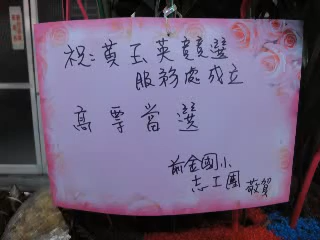 祝:黃玉英競選
服務處成立
高票當選
前金國小
志工團 敬賀